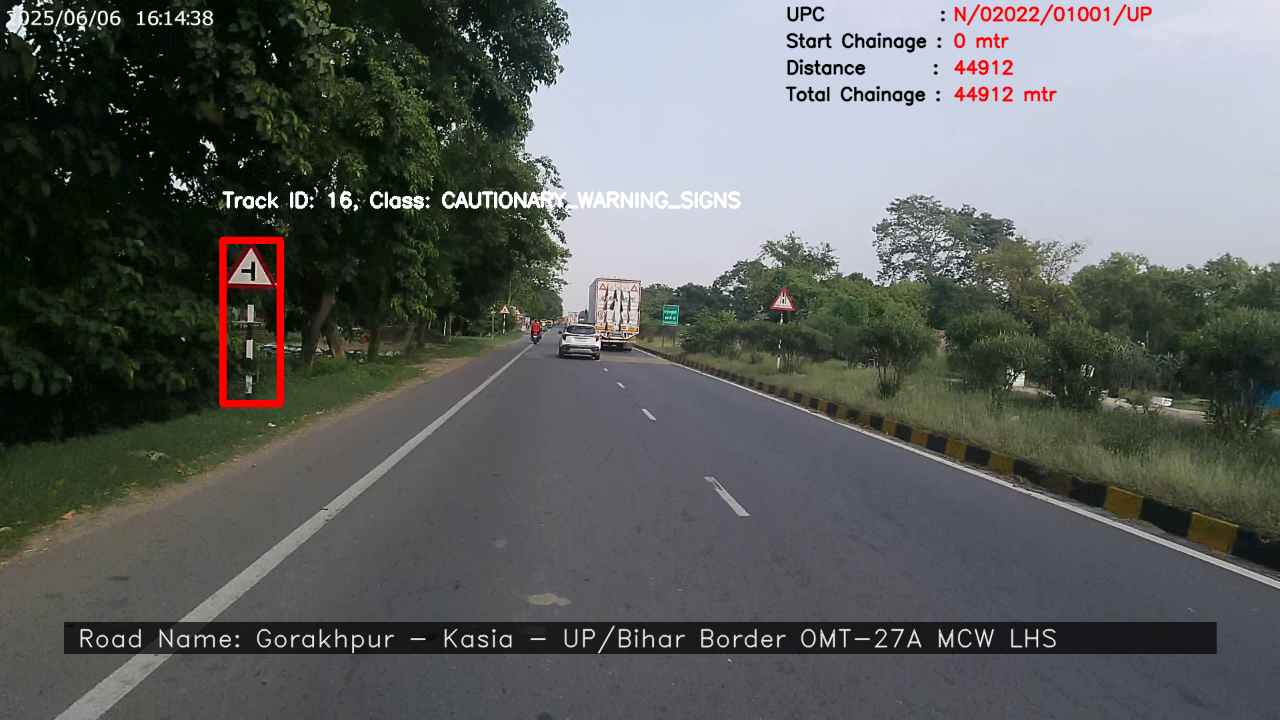 2025/06/06 16:14:38
UPC : N/02022/01001/UP
Start Chainage : 0 mtr
Distance : 44912
Total Chainage : 44912 mtr
Track ID: 16, Class: CAUTIONARY_WARNING_SIGNS
Road Name: Gorakhpur - Kasia - UP/Bihar Border OMT-27A MCW LHS